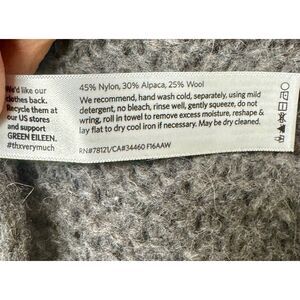 We'd like our
clothes back.
Recycle them at
our US stores
and support
GREEN EILEEN.
#thxverymuch
45% Nylon, 30% Alpaca, 25% Wool
We recommend, hand wash cold, separately, using mild
detergent, no bleach, rinse well, gently squeeze, do not
wring, roll in towel to remove excess moisture, reshape &
lay flat to dry cool iron if necessary. May be dry cleaned.
RN#78121/CA#34460 F16AAW